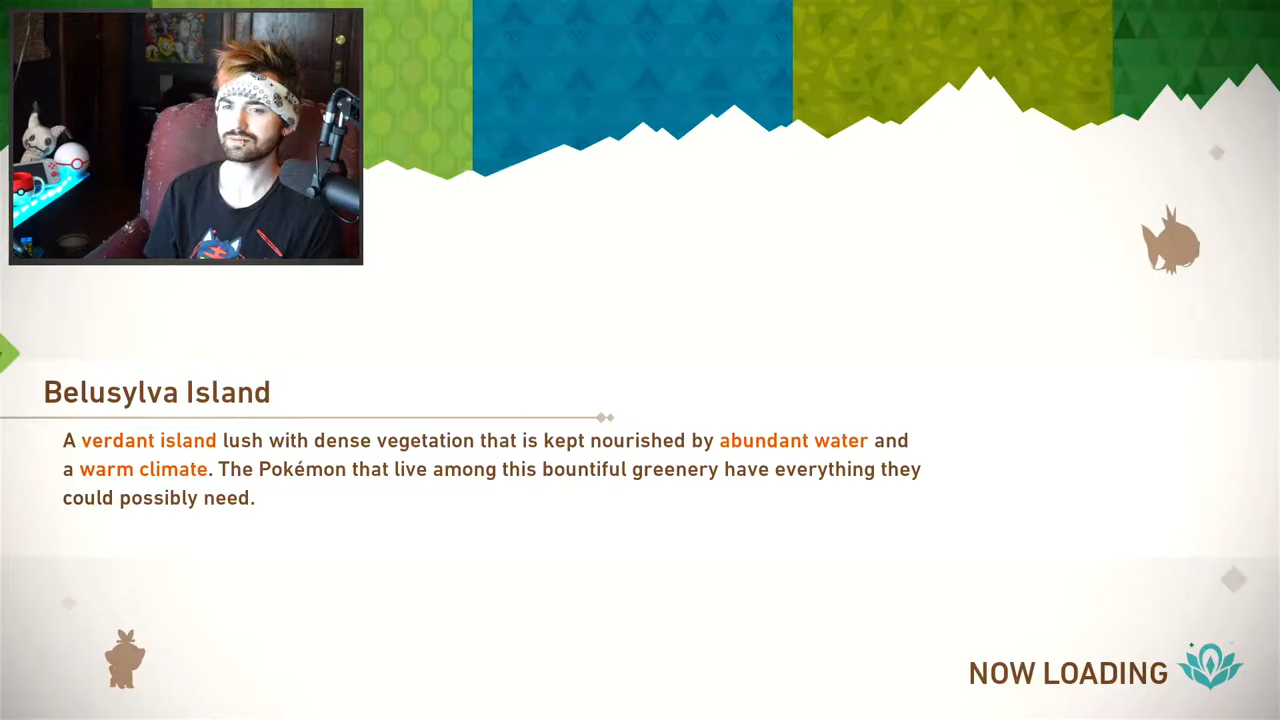 Belusylva Island
A verdant island lush with dense vegetation that is kept nourished by abundant water and
a warm climate. The Pokémon that live among this bountiful greenery have everything they
could possibly need.
NOW LOADING